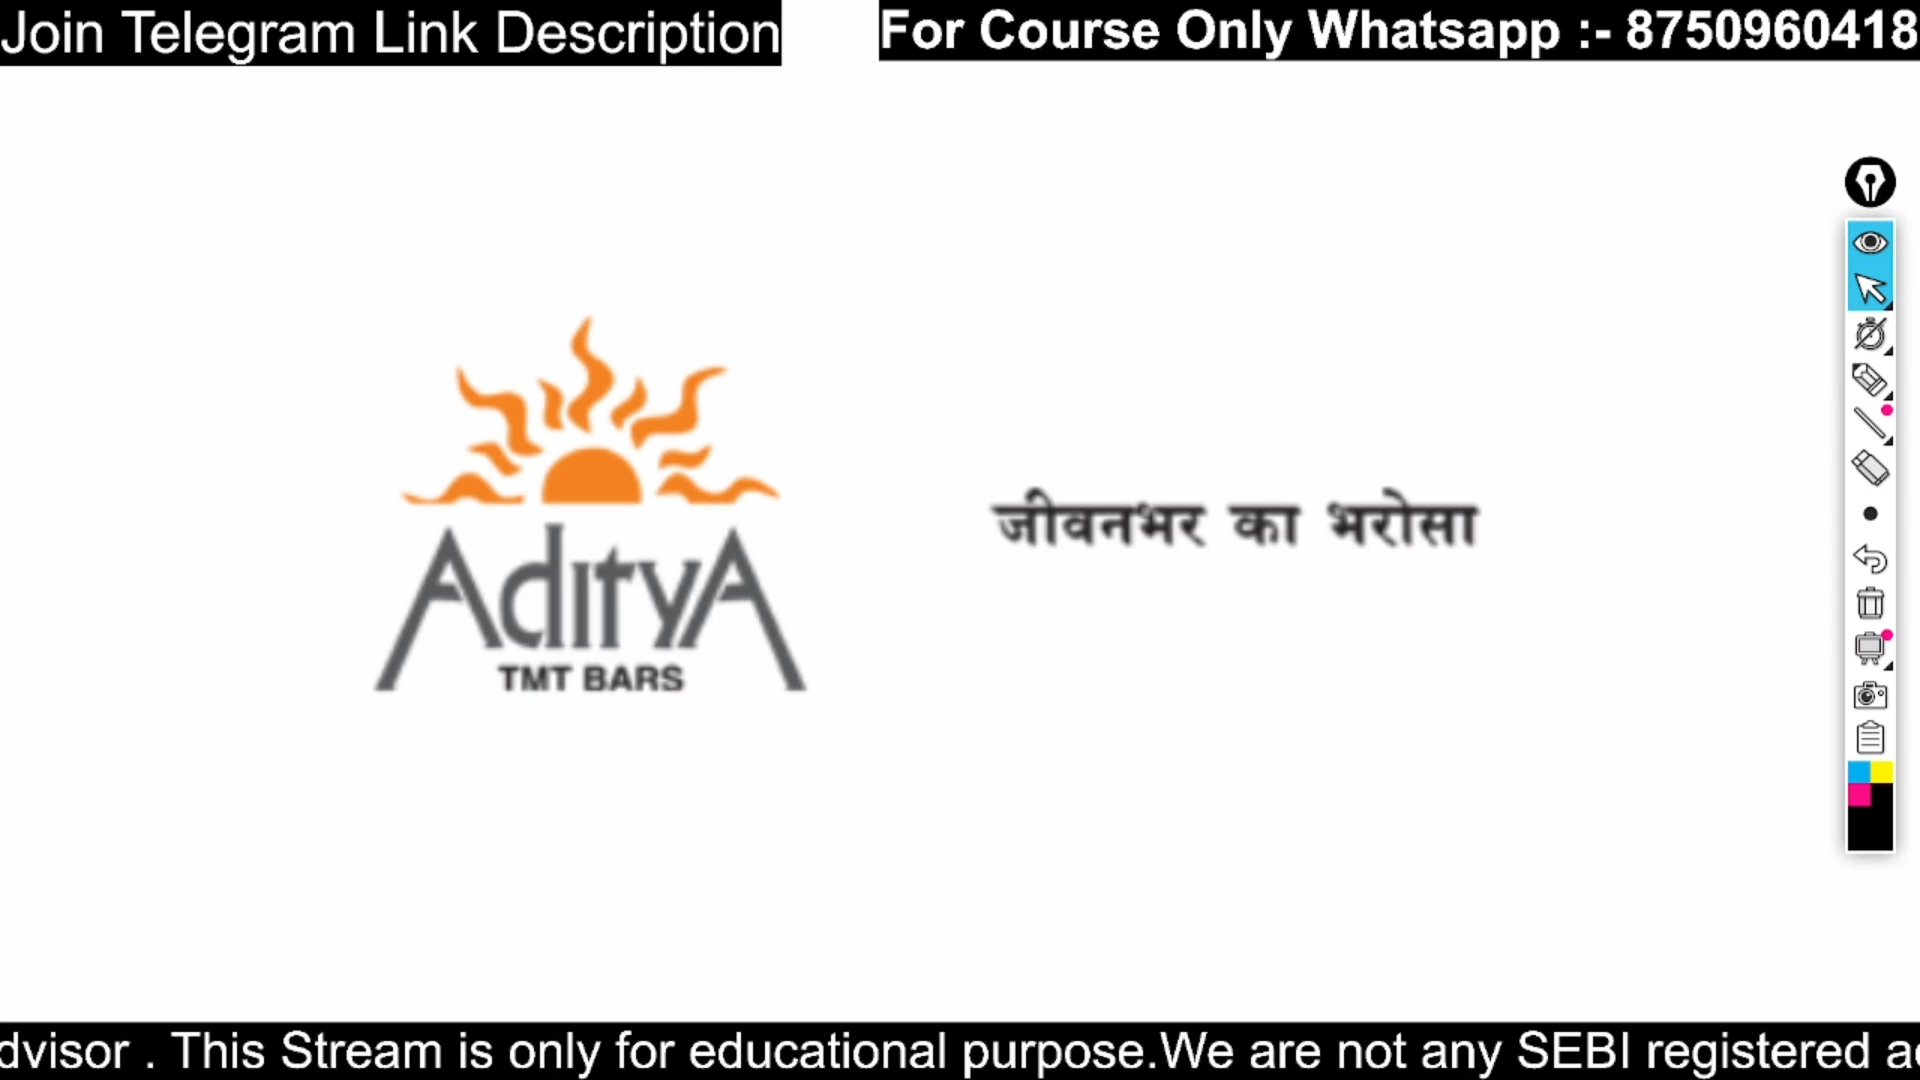 Join Telegram Link Description
For Course Only Whatsapp :- 8750960418
AdityA
TMT BARS
जीवनभर का भरोसा
dvisor . This Stream is only for educational purpose.We are not any SEBI registered a